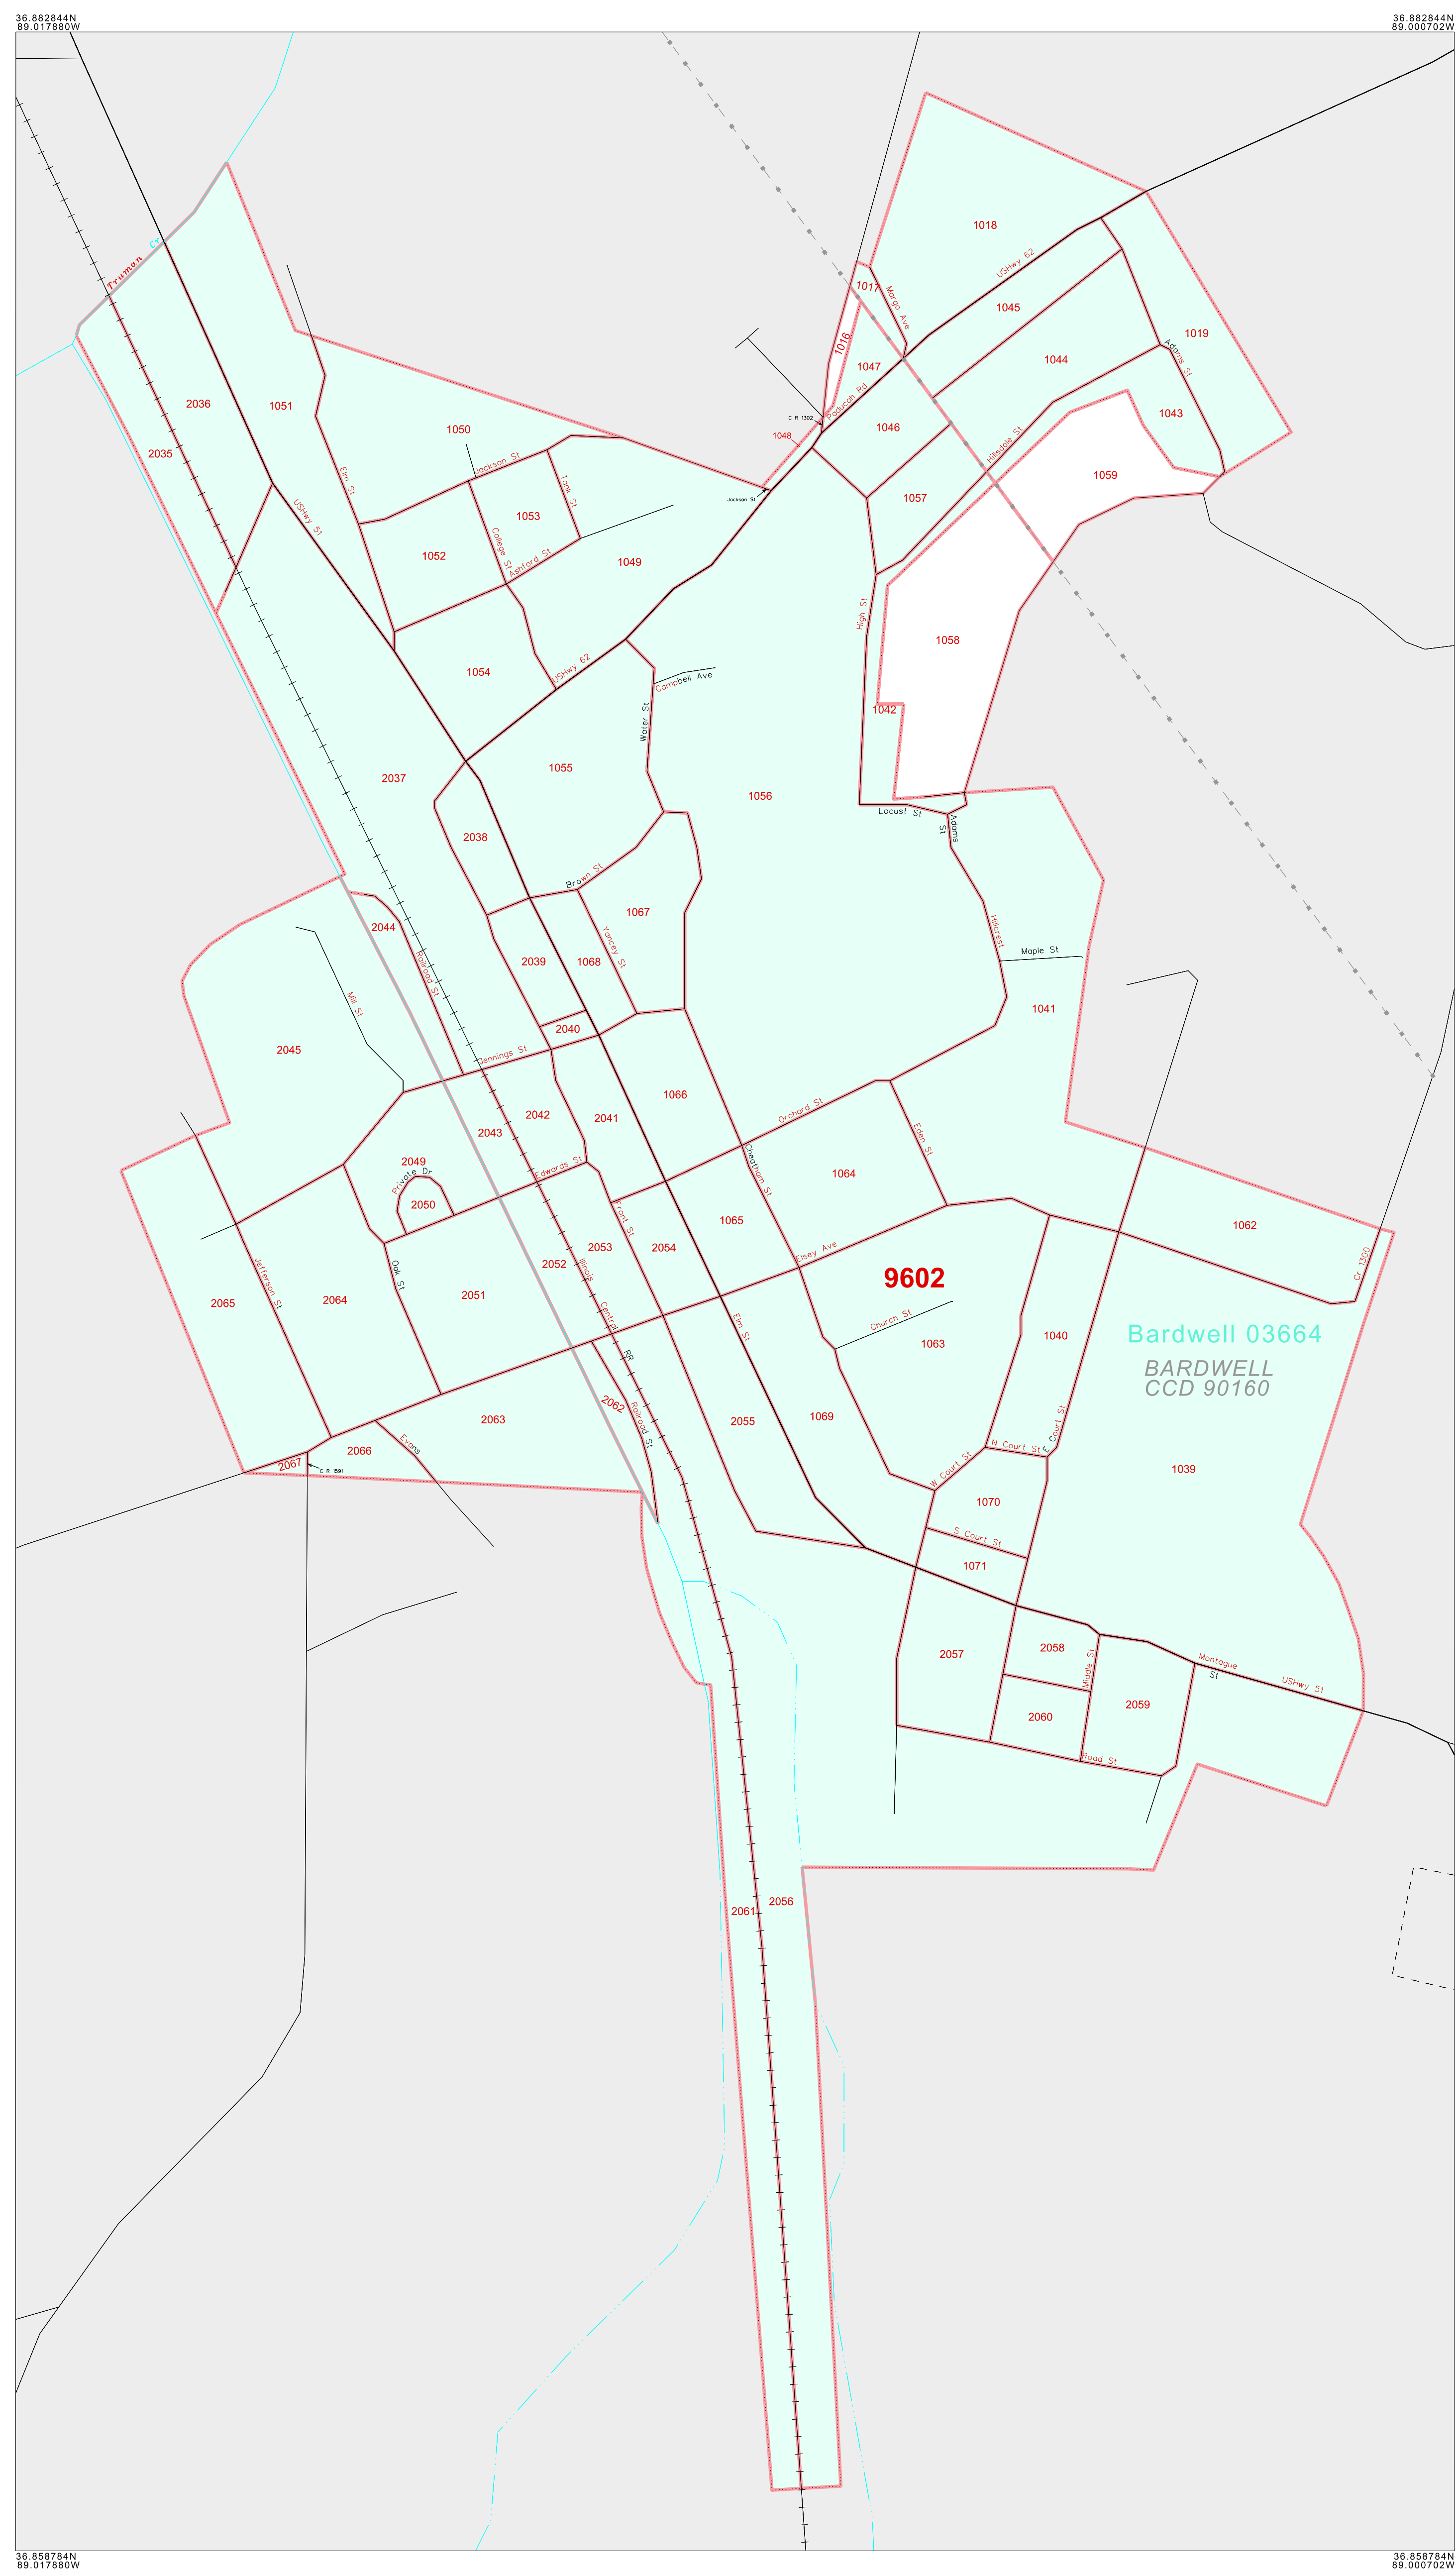 36.882844N
89.017880W
36.882844N
89.000702W
Truman Cr
1018
USHwy 62
1017
Margo Ave
1045
1016
1019
1047
1044
Adams St
2036
1051
Paducah Rd
C R 1302
1043
1050
1046
1048
2035
Jackson St
Hillsdale St
1059
Elm St
Tank St
Jackson St
1057
USHwy 51
1053
College St
1052
Ashford St
1049
High St
1058
USHwy 62
1054
Campbell Ave
1042
Water St
1055
2037
1056
Locust St
Adams St
2038
Brown St
1067
2044
Hillcrest
Yancey St
Maple St
2039
1068
Railroad St
Mill St
1041
2040
2045
Jennings St
1066
Orchard St
2042
2041
2043
Eden St
2049
Private Dr
Edwards St
Cheatham St
1064
2050
Front St
1065
1062
2053
2054
Elsey Ave
2052
Illinois Central RR
Cr 1300
9602
Jefferson St
Oak St
2065
2064
2051
Elm St
Church St
1063
1040
Bardwell 03664
BARDWELL
CCD 90160
2062
Railroad St
2063
2055
1069
E Court St
N Court St
Evans
2066
2067
C R 1591
W Court St
1039
1070
S Court St
1071
2058
2057
Middle St
Montague St
USHwy 51
2059
2060
Road St
2056
2061
36.858784N
89.017880W
36.858784N
89.000702W